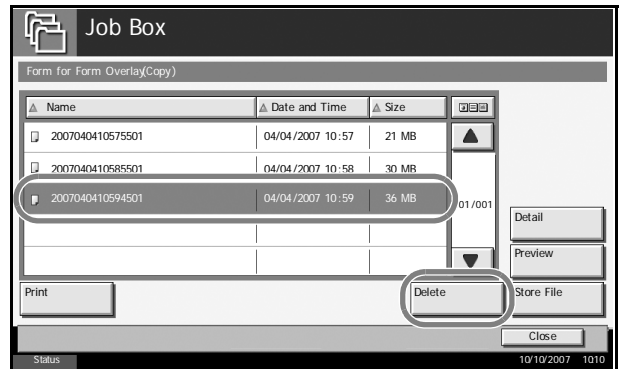 Job Box
Form for Form Overlay(Copy)
Name Date and Time Size
2007040410575501 04/04/2007 10:57 21 MB
2007040410585501 04/04/2007 10:58 30 MB
2007040410594501 04/04/2007 10:59 36 MB
01/001
Detail
Preview
Print Delete Store File
Close
Status 10/10/2007 1010